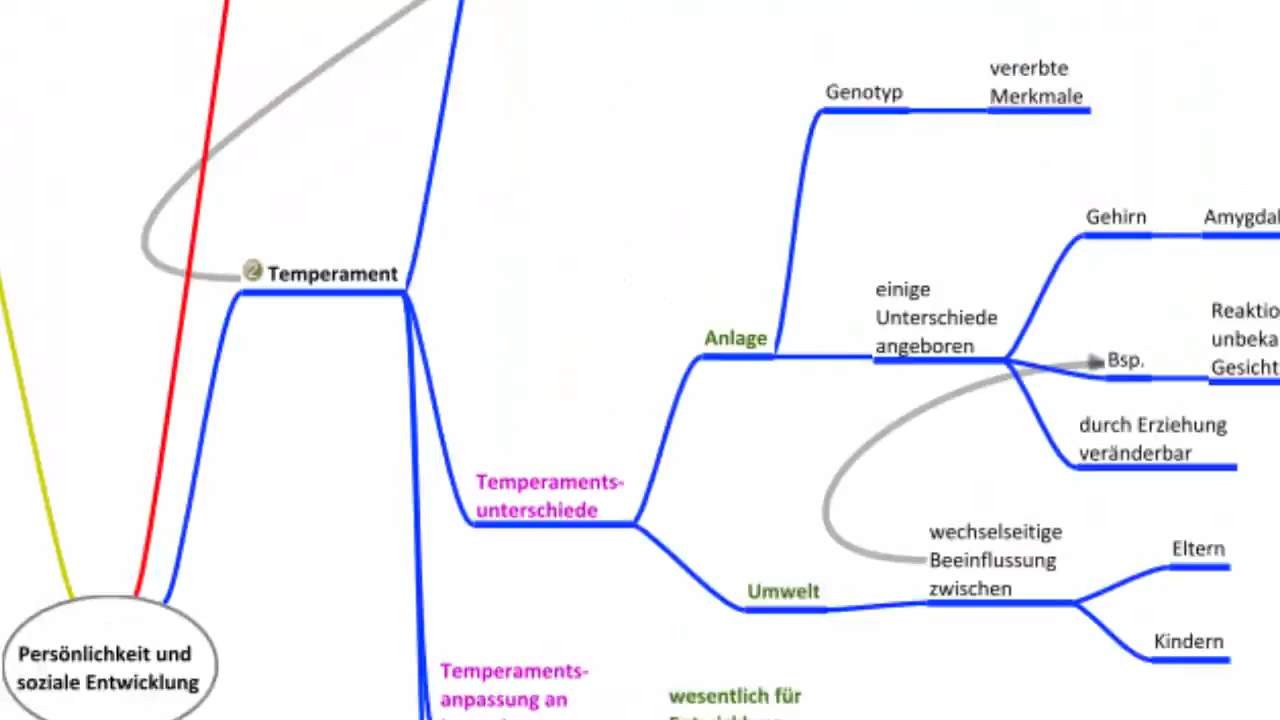 vererbte
Merkmale
Genotyp
Gehirn
Temperament
einige
Unterschiede
angeboren
Anlage
Bsp.
durch Erziehung
veränderbar
Temperaments-
unterschiede
wechselseitige
Beeinflussung
zwischen
Eltern
Umwelt
Kindern
Persönlichkeit und
soziale Entwicklung
Temperaments-
anpassung an
wesentlich für